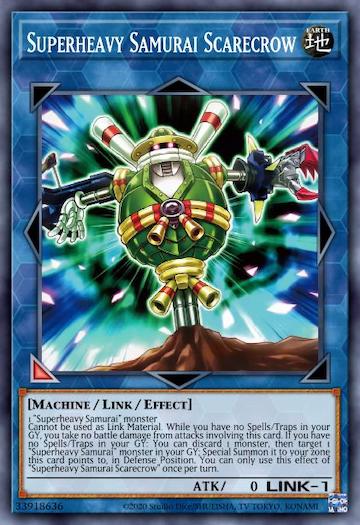 Superheavy Samurai Scarecrow
EARTH
地
[Machine / Link / Effect]
1 "Superheavy Samurai" monster
Cannot be used as Link Material. While you have no Spells/Traps in your
GY, you take no battle damage from attacks involving this card. If you have
no Spells/Traps in your GY: You can discard 1 monster, then target 1
"Superheavy Samurai" monster in your GY; Special Summon it to your zone
this card points to, in Defense Position. You can only use this effect of
"Superheavy Samurai Scarecrow" once per turn.
ATK/ 0 LINK-1
33918636 ©2020 Studio Dice/SHUEISHA, TV TOKYO, KONAMI